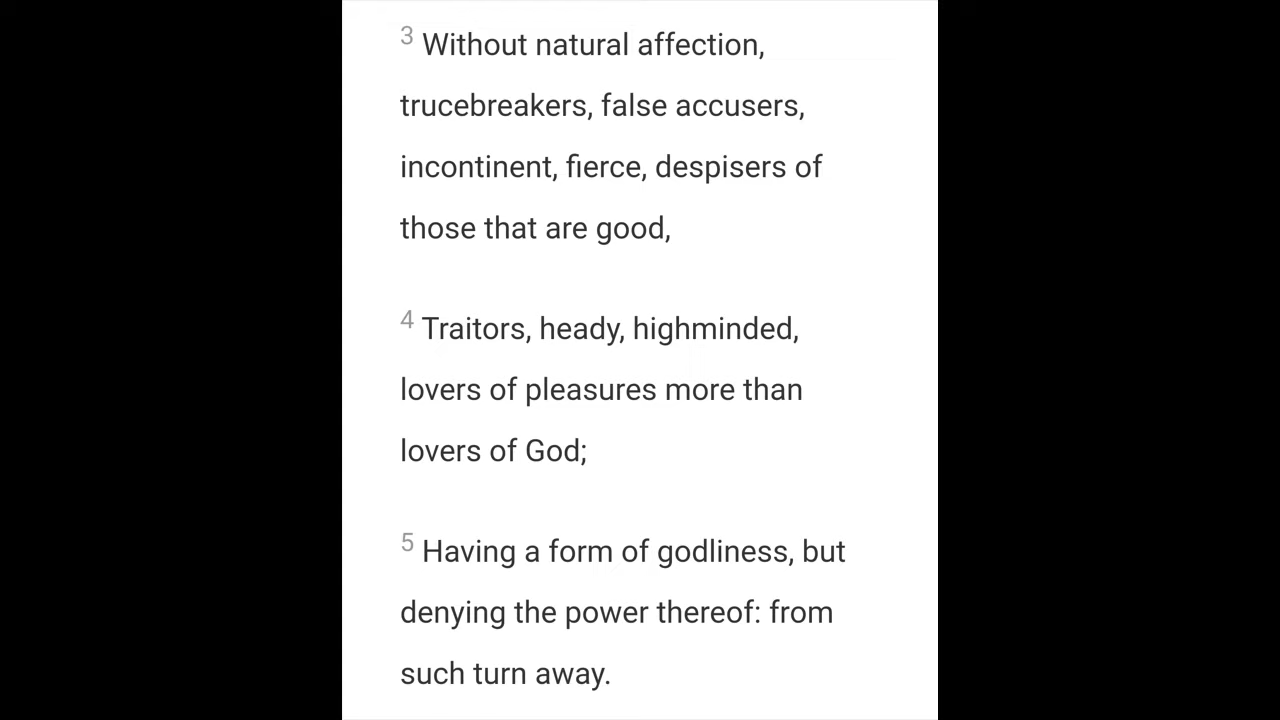 3 Without natural affection,
trucebreakers, false accusers,
incontinent, fierce, despisers of
those that are good,
4 Traitors, heady, highminded,
lovers of pleasures more than
lovers of God;
5 Having a form of godliness, but
denying the power thereof: from
such turn away.